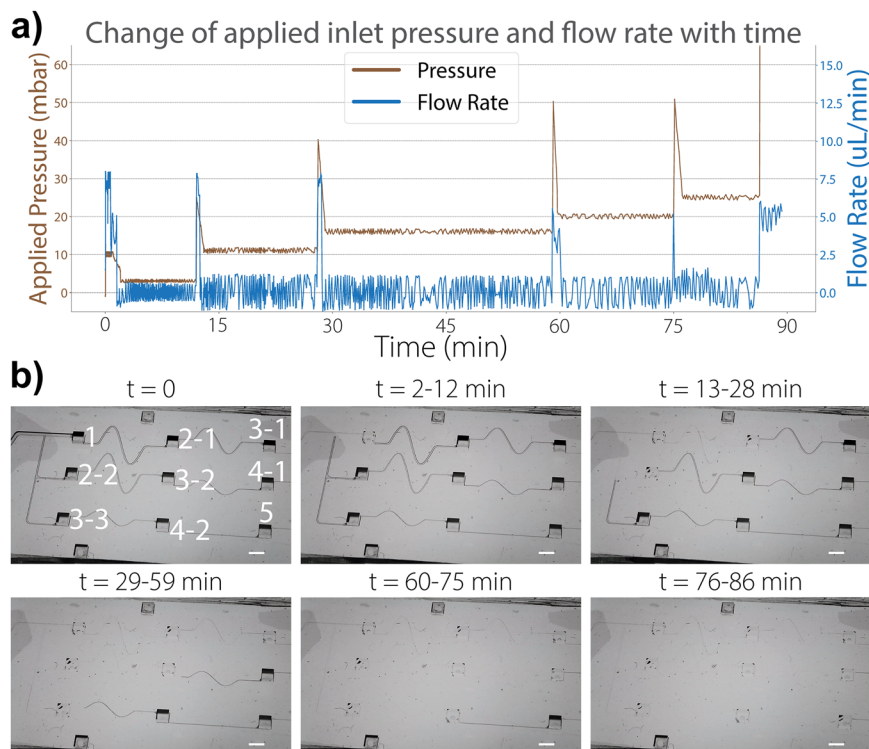 a)
Change of applied inlet pressure and flow rate with time
Pressure
Flow Rate
Applied Pressure (mbar)
60
50
40
30
20
10
0
Flow Rate (uL/min)
15.0
12.5
10.0
7.5
5.0
2.5
0.0
0 15 30 45 60 75 90
Time (min)
b)
t = 0
t = 2-12 min
t = 13-28 min
1
2-1
3-1
2-2
3-2
4-1
3-3
4-2
5
t = 29-59 min
t = 60-75 min
t = 76-86 min